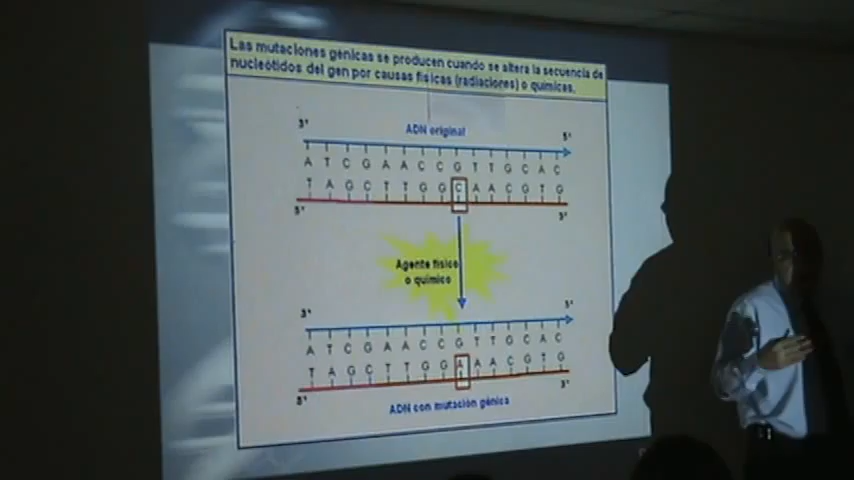 Las mutaciones génicas se producen cuando se altera la secuencia de
nucleótidos del gen por causas físicas (radiaciones) o químicas.
ADN original
3' 5'
A T C G A A C C G T T G C A C
T A G C T T G G C A A C G T G
5' 3'
Agente físico
o químico
3' 5'
A T C G A A C C G T T G C A C
T A G C T T G G A A A C G T G
5' 3'
ADN con mutación génica